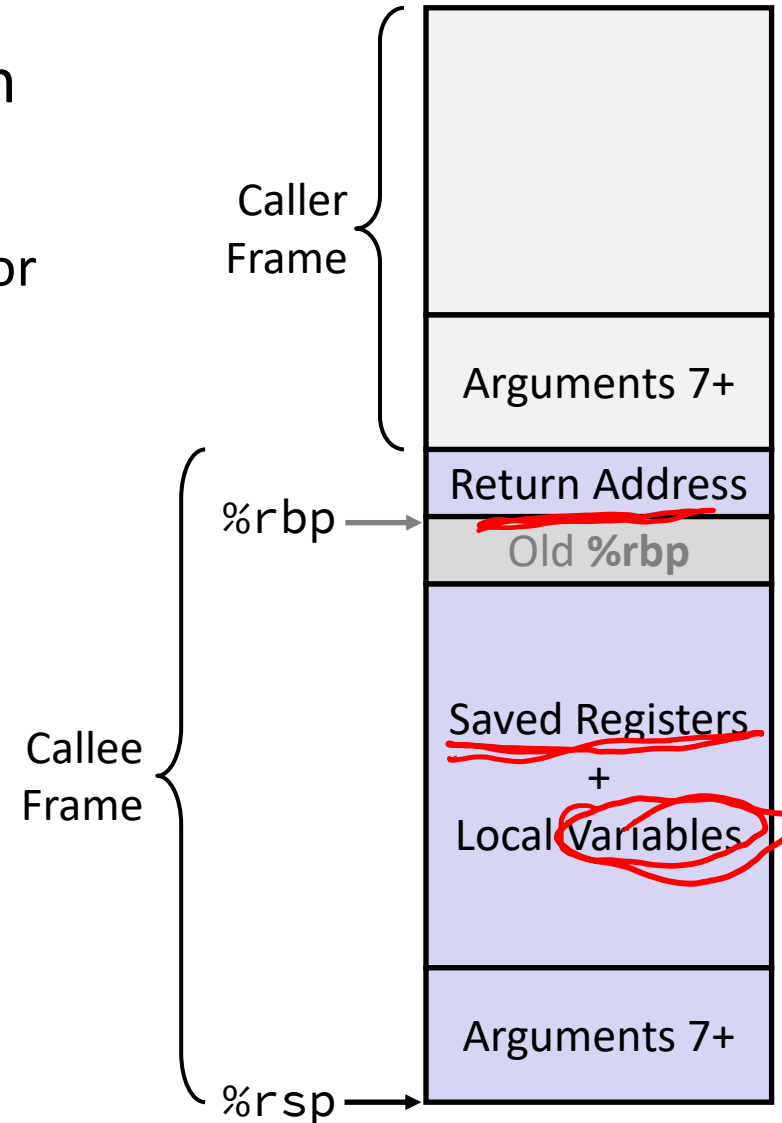 n
or
Caller
Frame
Arguments 7+
Return Address
%rbp
Old %rbp
Saved Registers
+
Local Variables
Callee
Frame
Arguments 7+
%rsp